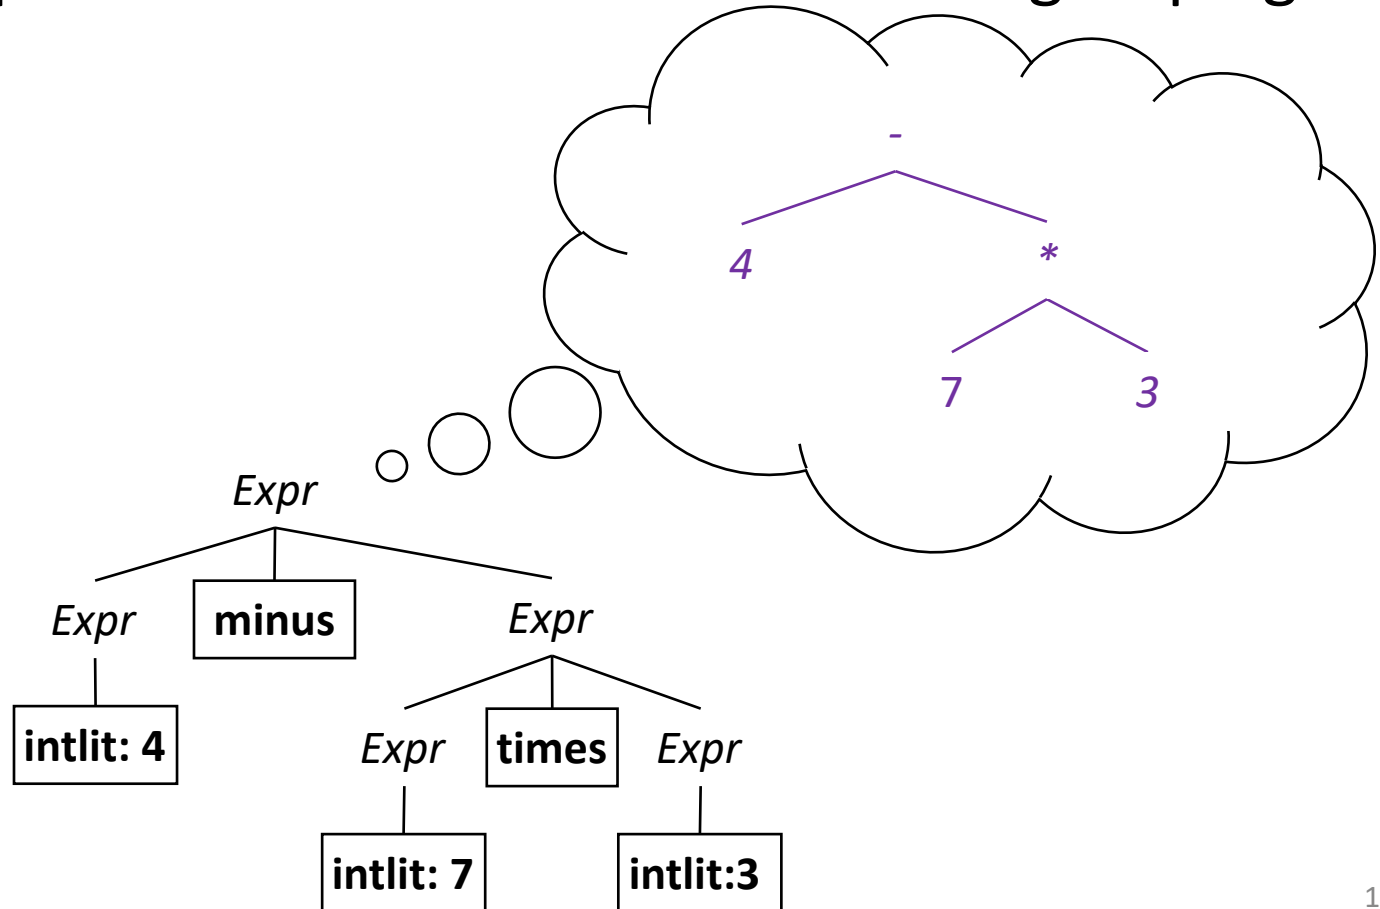 -
4 *
7 3
Expr
Expr minus Expr
intlit: 4 Expr times Expr
intlit: 7 intlit:3
1